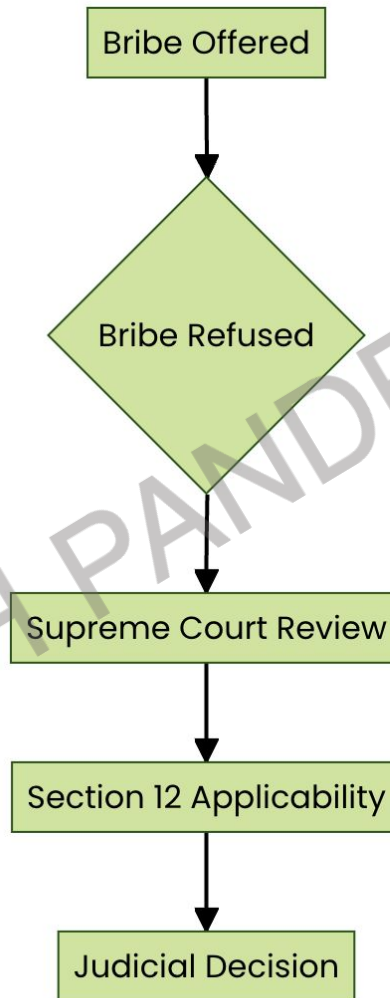 Bribe Offered
Bribe Refused
Supreme Court Review
Section 12 Applicability
Judicial Decision